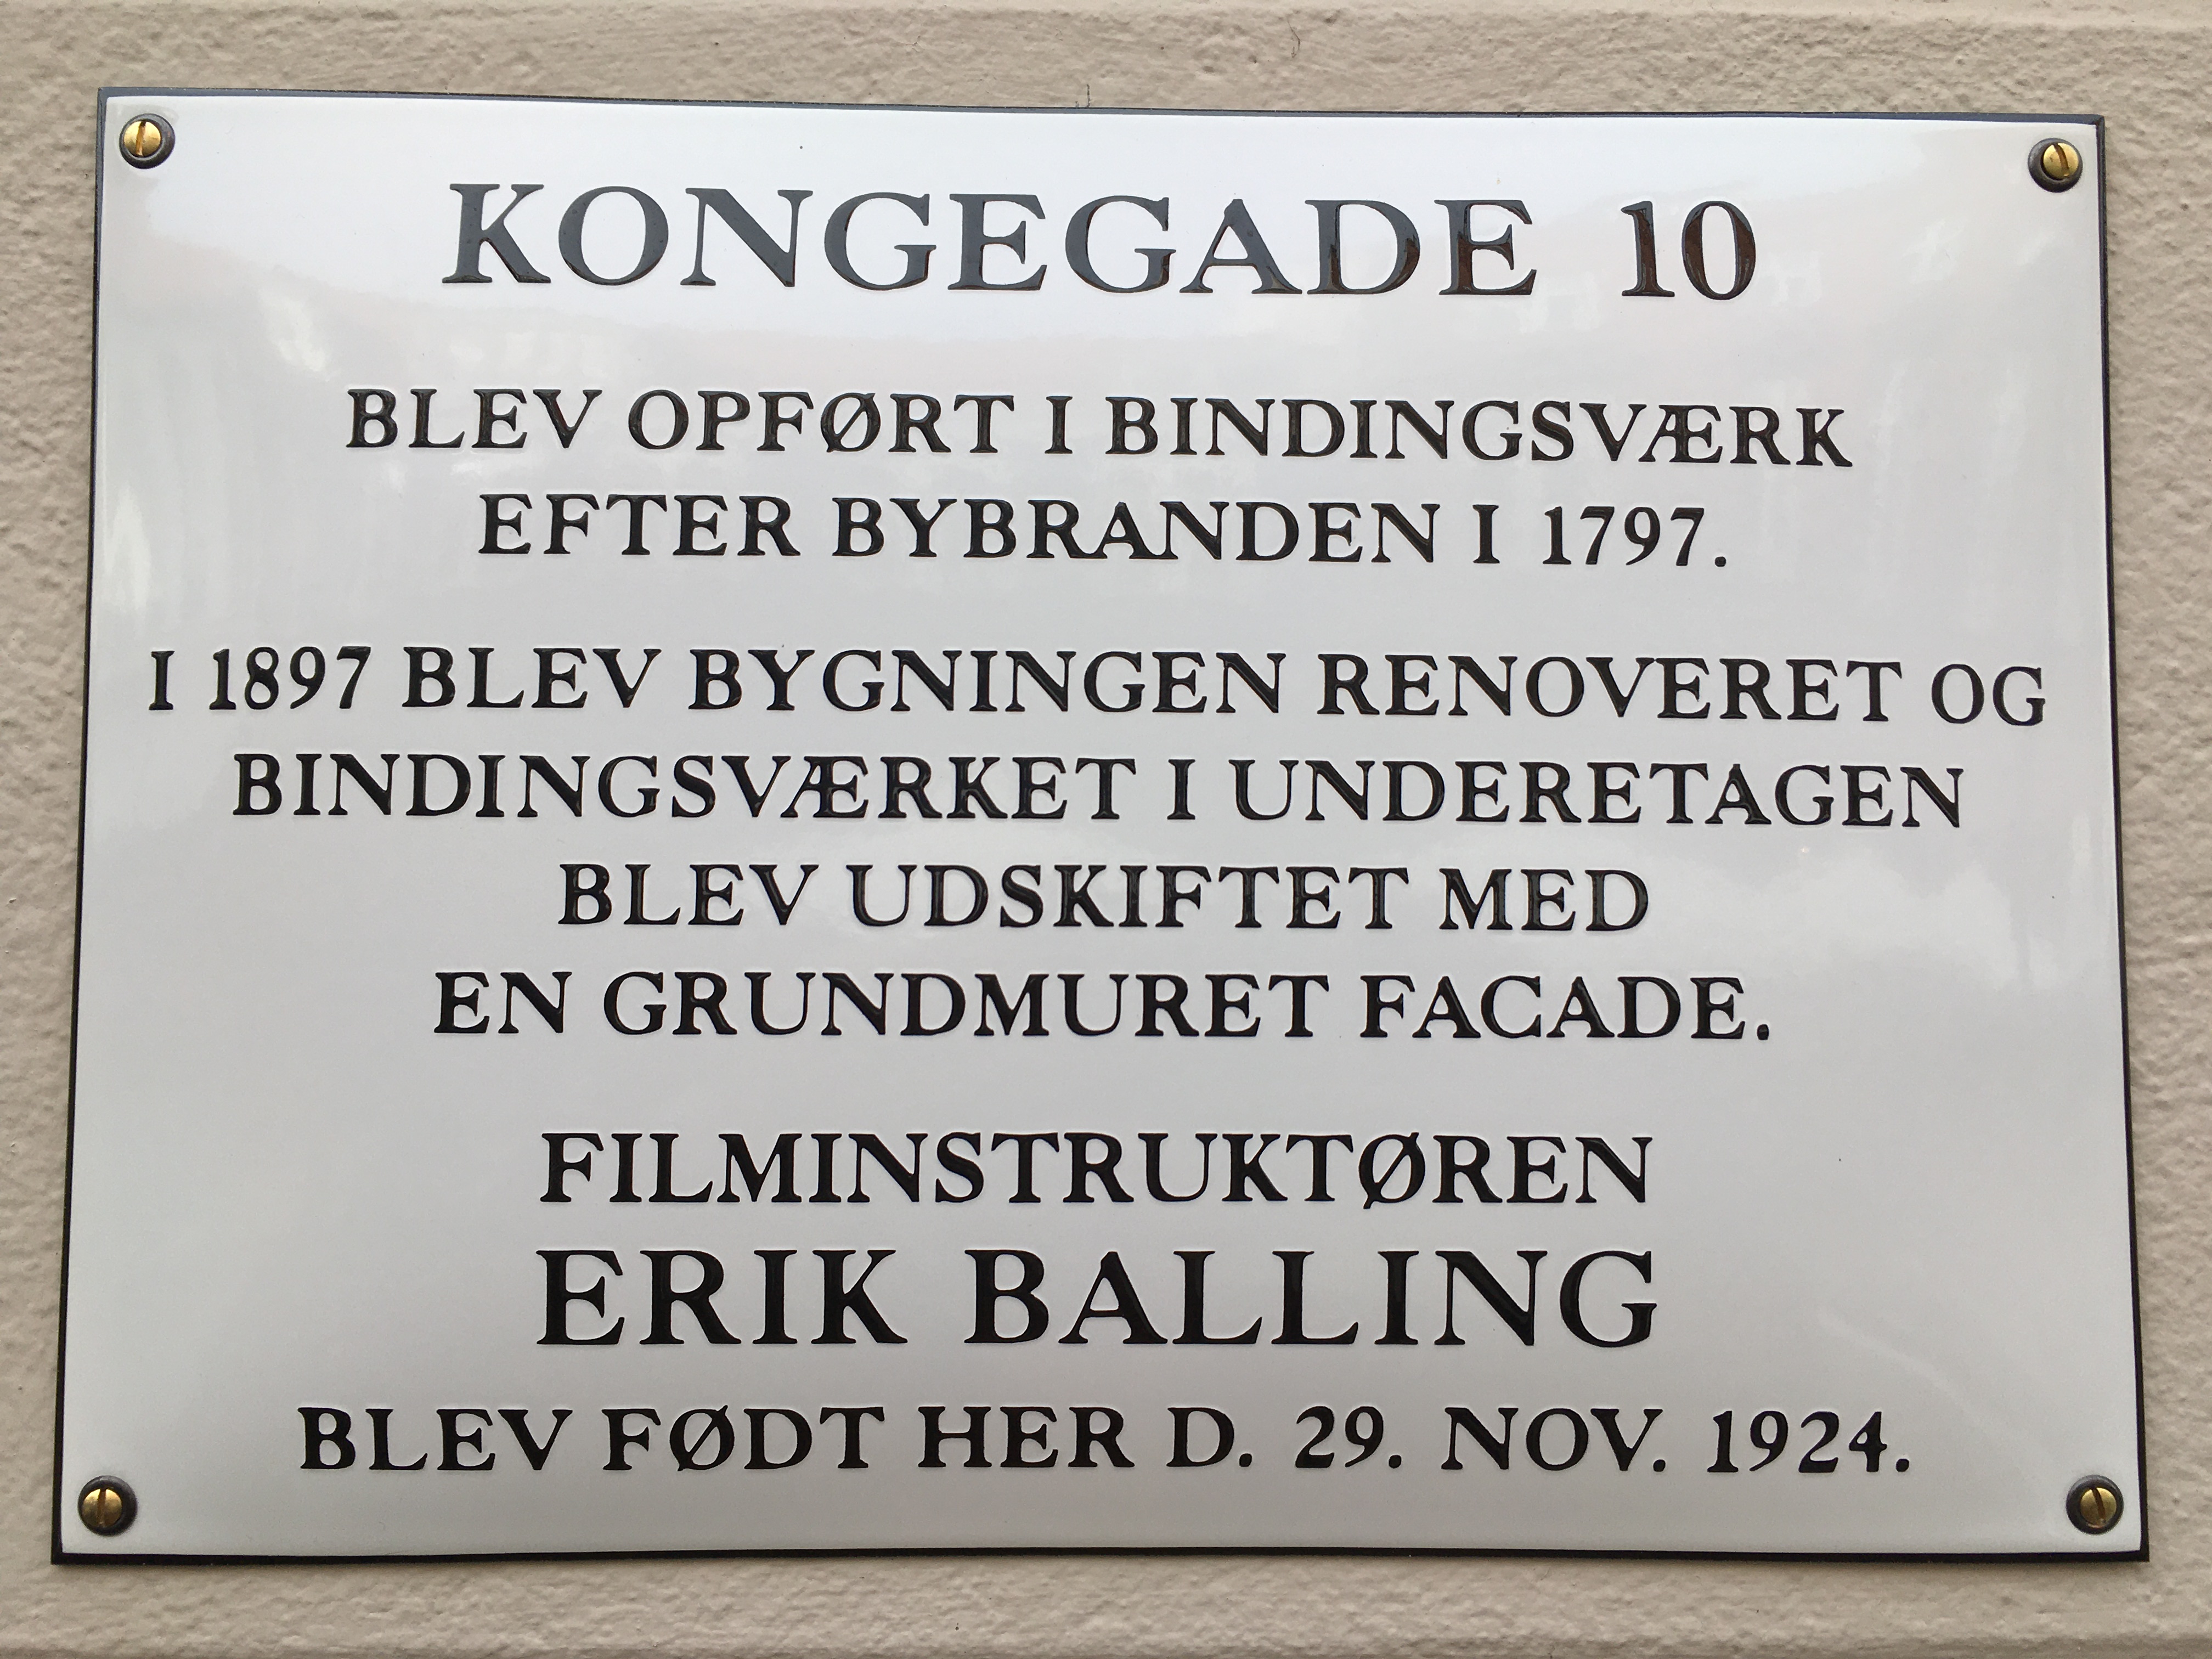 KONGEGADE 10
BLEV OPFØRT I BINDINGSVÆRK
EFTER BYBRANDEN I 1797.
I 1897 BLEV BYGNINGEN RENOVERET OG
BINDINGSVÆRKET I UNDERETAGEN
BLEV UDSKIFTET MED
EN GRUNDMURET FACADE.
FILMINSTRUKTØREN
ERIK BALLING
BLEV FØDT HER D. 29. NOV. 1924.